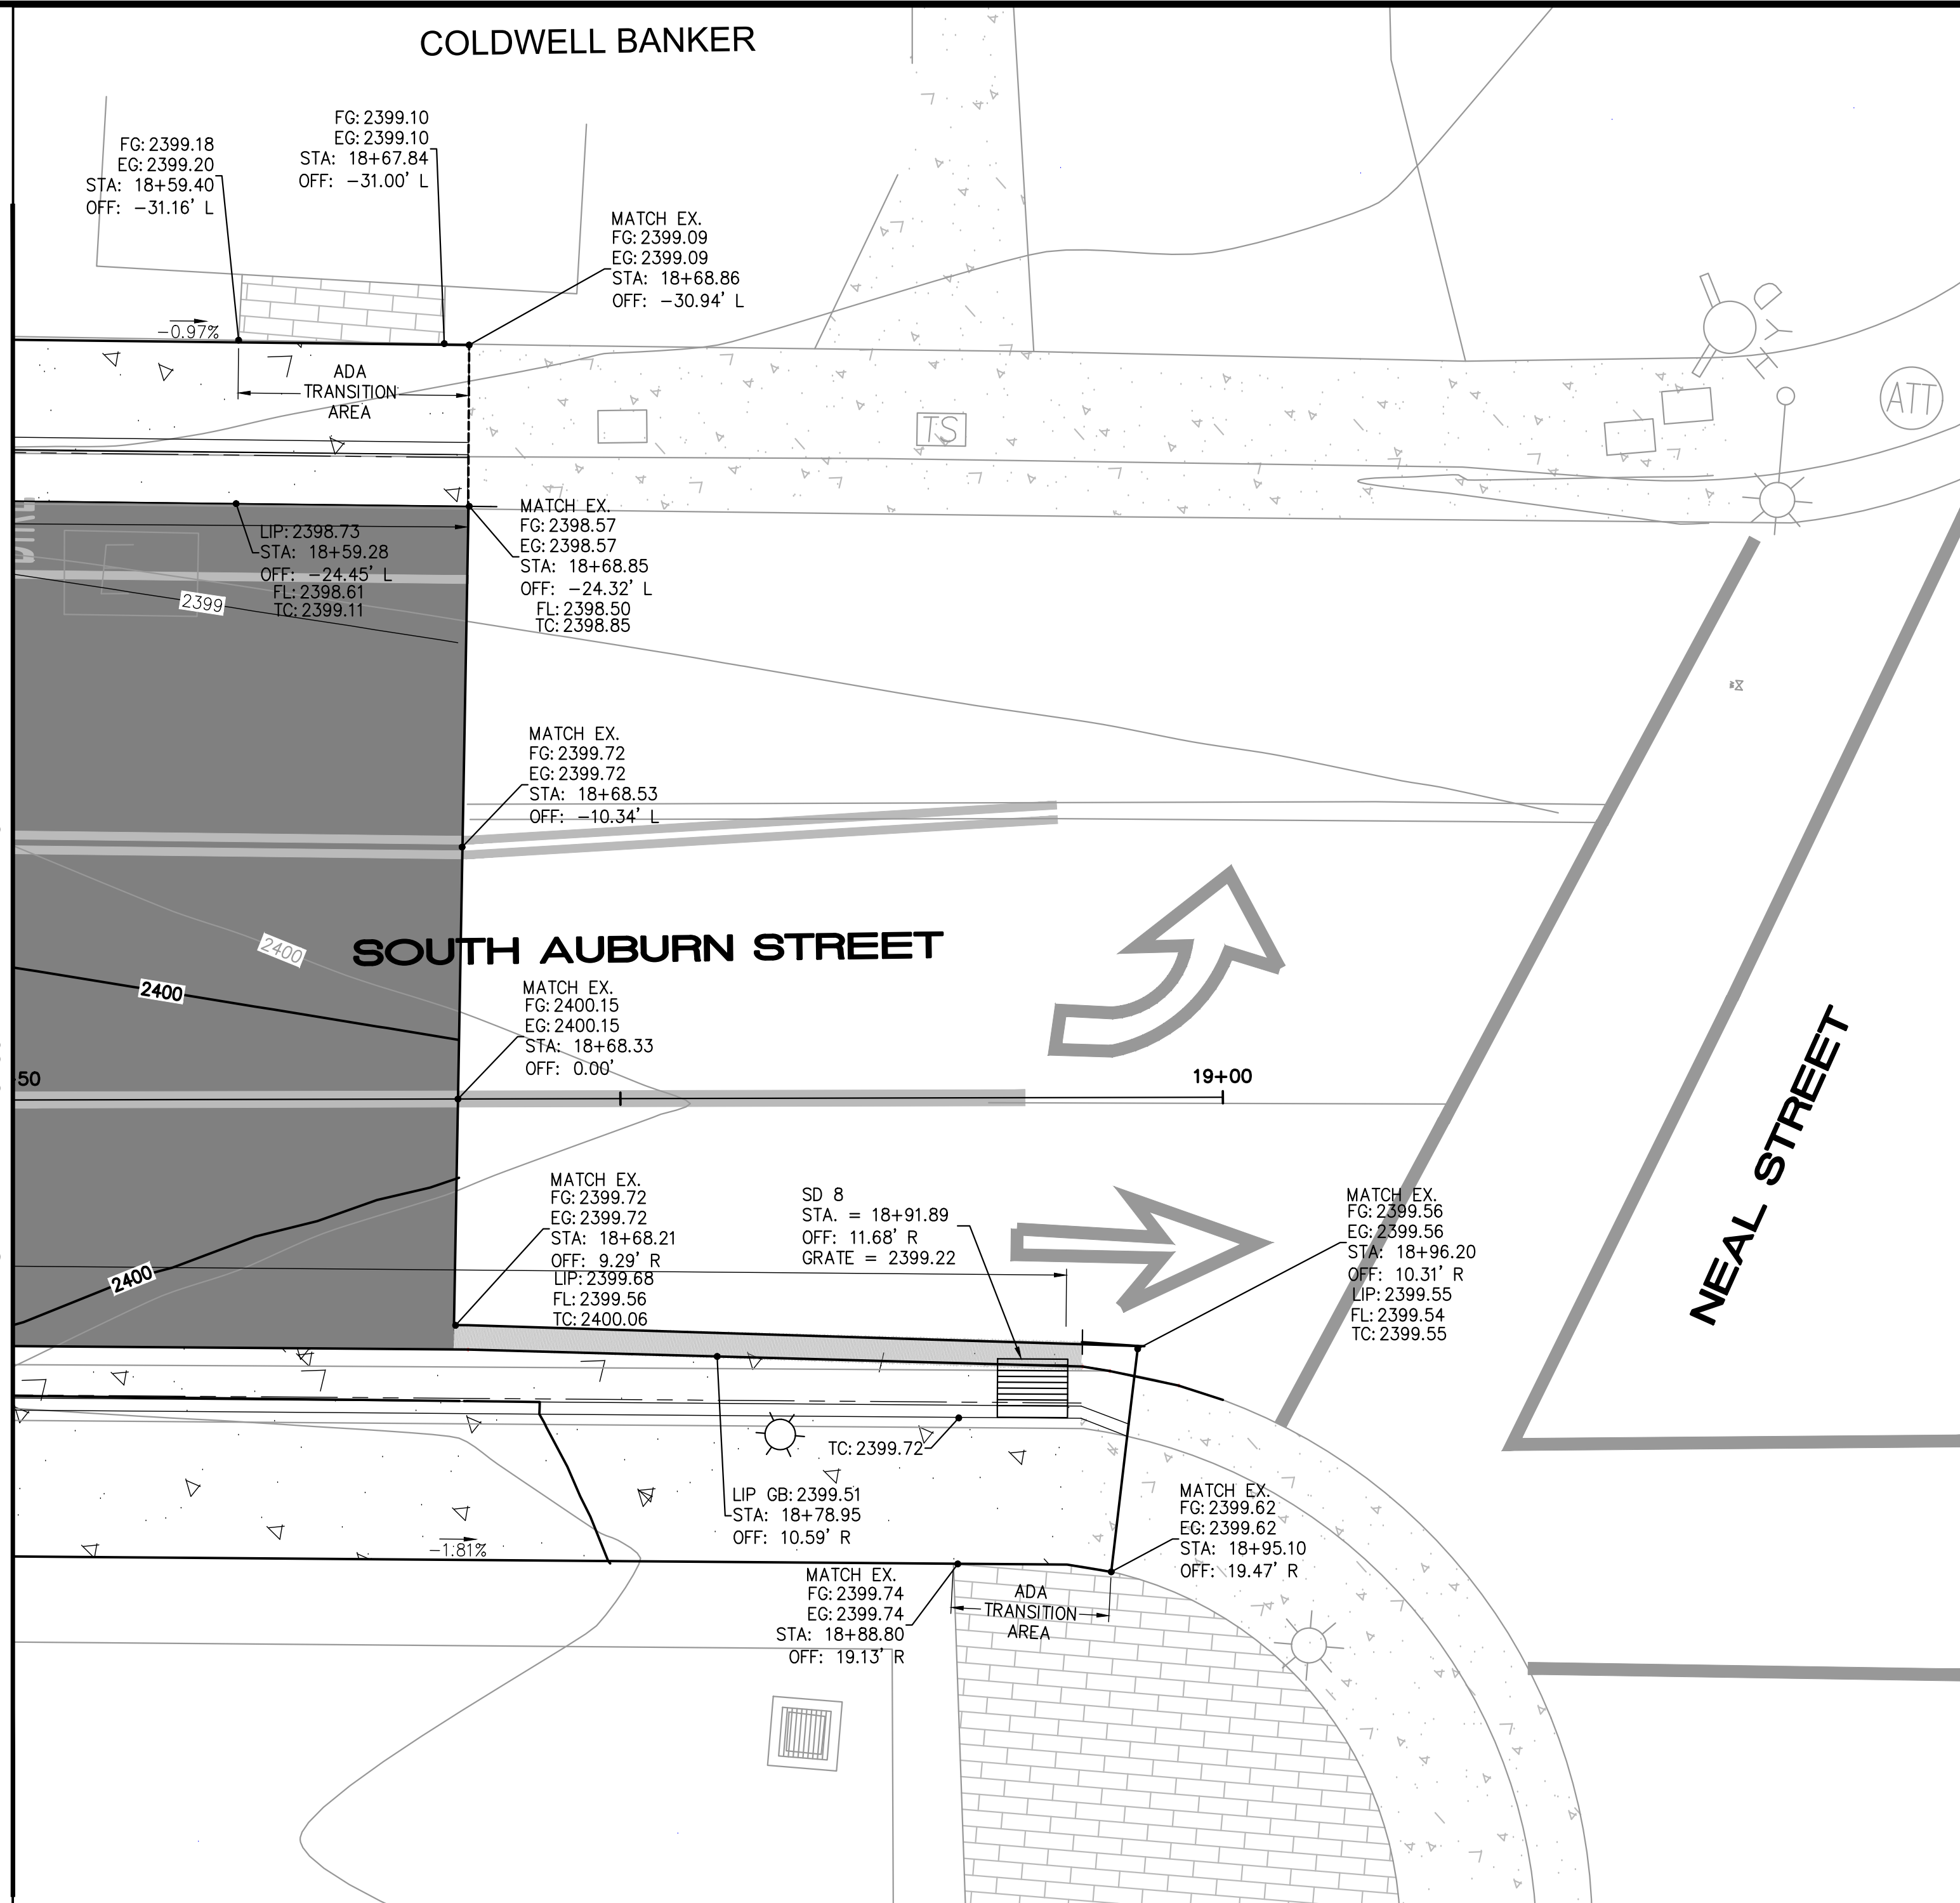 COLDWELL BANKER
FG: 2399.18
EG: 2399.20
STA: 18+59.40
OFF: -31.16' L
FG: 2399.10
EG: 2399.10
STA: 18+67.84
OFF: -31.00' L
MATCH EX.
FG: 2399.09
EG: 2399.09
STA: 18+68.86
OFF: -30.94' L
-0.97%
ADA
TRANSITION
AREA
TS
ATT
LIP: 2398.73
STA: 18+59.28
OFF: -24.45' L
FL: 2398.61
TC: 2399.11
2399
MATCH EX.
FG: 2398.57
EG: 2398.57
STA: 18+68.85
OFF: -24.32' L
FL: 2398.50
TC: 2398.85
MATCH EX.
FG: 2399.72
EG: 2399.72
STA: 18+68.53
OFF: -10.34' L
2400
SOUTH AUBURN STREET
2400
MATCH EX.
FG: 2400.15
EG: 2400.15
STA: 18+68.33
OFF: 0.00'
50
19+00
NEAL STREET
MATCH EX.
FG: 2399.72
EG: 2399.72
STA: 18+68.21
OFF: 9.29' R
LIP: 2399.68
FL: 2399.56
TC: 2400.06
SD 8
STA. = 18+91.89
OFF: 11.68' R
GRATE = 2399.22
MATCH EX.
FG: 2399.56
EG: 2399.56
STA: 18+96.20
OFF: 10.31' R
LIP: 2399.55
FL: 2399.54
TC: 2399.55
2400
TC: 2399.72
LIP GB: 2399.51
STA: 18+78.95
OFF: 10.59' R
-1.81%
MATCH EX.
FG: 2399.62
EG: 2399.62
STA: 18+95.10
OFF: 19.47' R
MATCH EX.
FG: 2399.74
EG: 2399.74
STA: 18+88.80
OFF: 19.13' R
ADA
TRANSITION
AREA